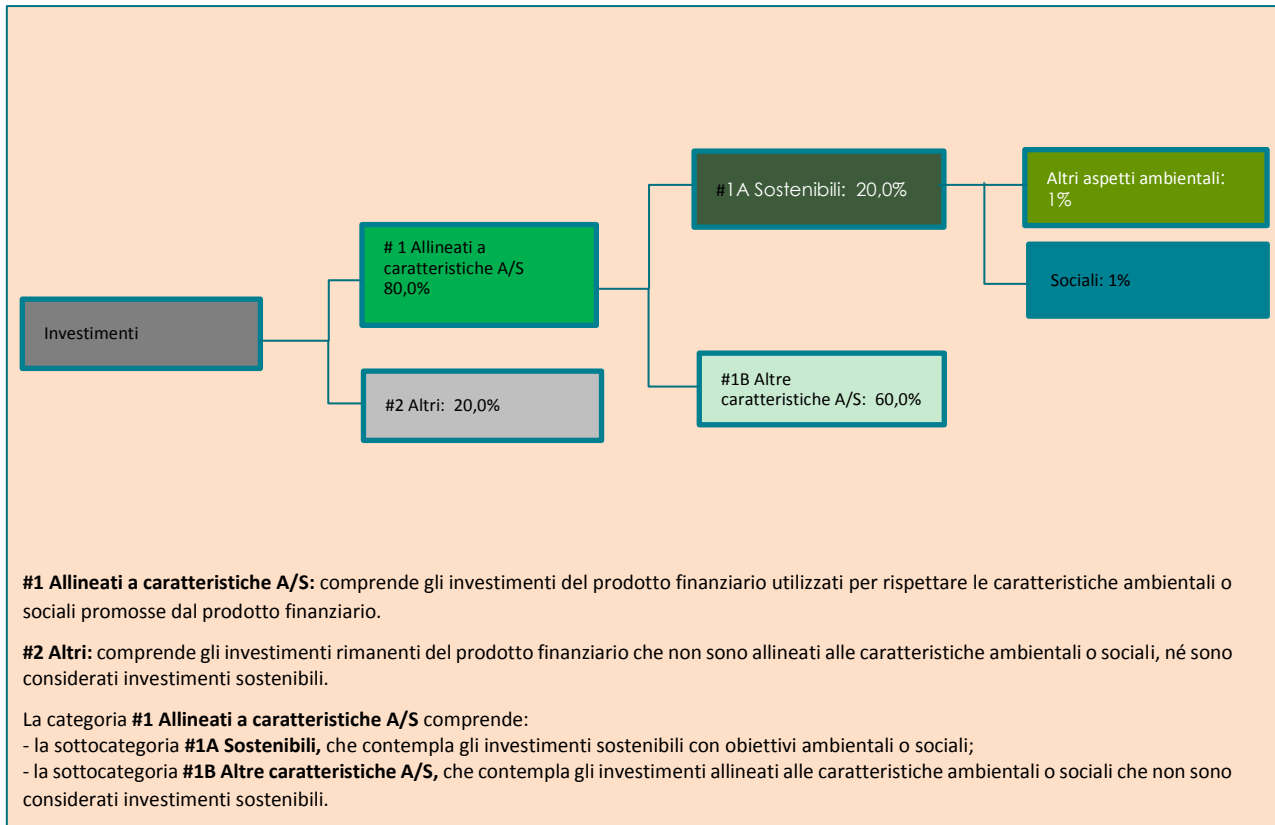 Investimenti
# 1 Allineati a
caratteristiche A/S
80,0%
#2 Altri: 20,0%
#1A Sostenibili: 20,0%
#1B Altre
caratteristiche A/S: 60,0%
Altri aspetti ambientali:
1%
Sociali: 1%
#1 Allineati a caratteristiche A/S: comprende gli investimenti del prodotto finanziario utilizzati per rispettare le caratteristiche ambientali o
sociali promosse dal prodotto finanziario.
#2 Altri: comprende gli investimenti rimanenti del prodotto finanziario che non sono allineati alle caratteristiche ambientali o sociali, né sono
considerati investimenti sostenibili.
La categoria #1 Allineati a caratteristiche A/S comprende:
- la sottocategoria #1A Sostenibili, che contempla gli investimenti sostenibili con obiettivi ambientali o sociali;
- la sottocategoria #1B Altre caratteristiche A/S, che contempla gli investimenti allineati alle caratteristiche ambientali o sociali che non sono
considerati investimenti sostenibili.